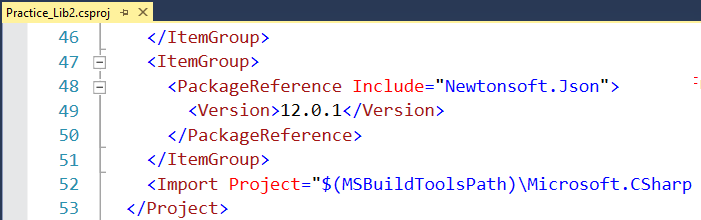 Practice_Lib2.csproj
46 </ItemGroup>
47 <ItemGroup>
48 <PackageReference Include="Newtonsoft.Json">
49 <Version>12.0.1</Version>
50 </PackageReference>
51 </ItemGroup>
52 <Import Project="$(MSBuildToolsPath)\Microsoft.CSharp
53 </Project>